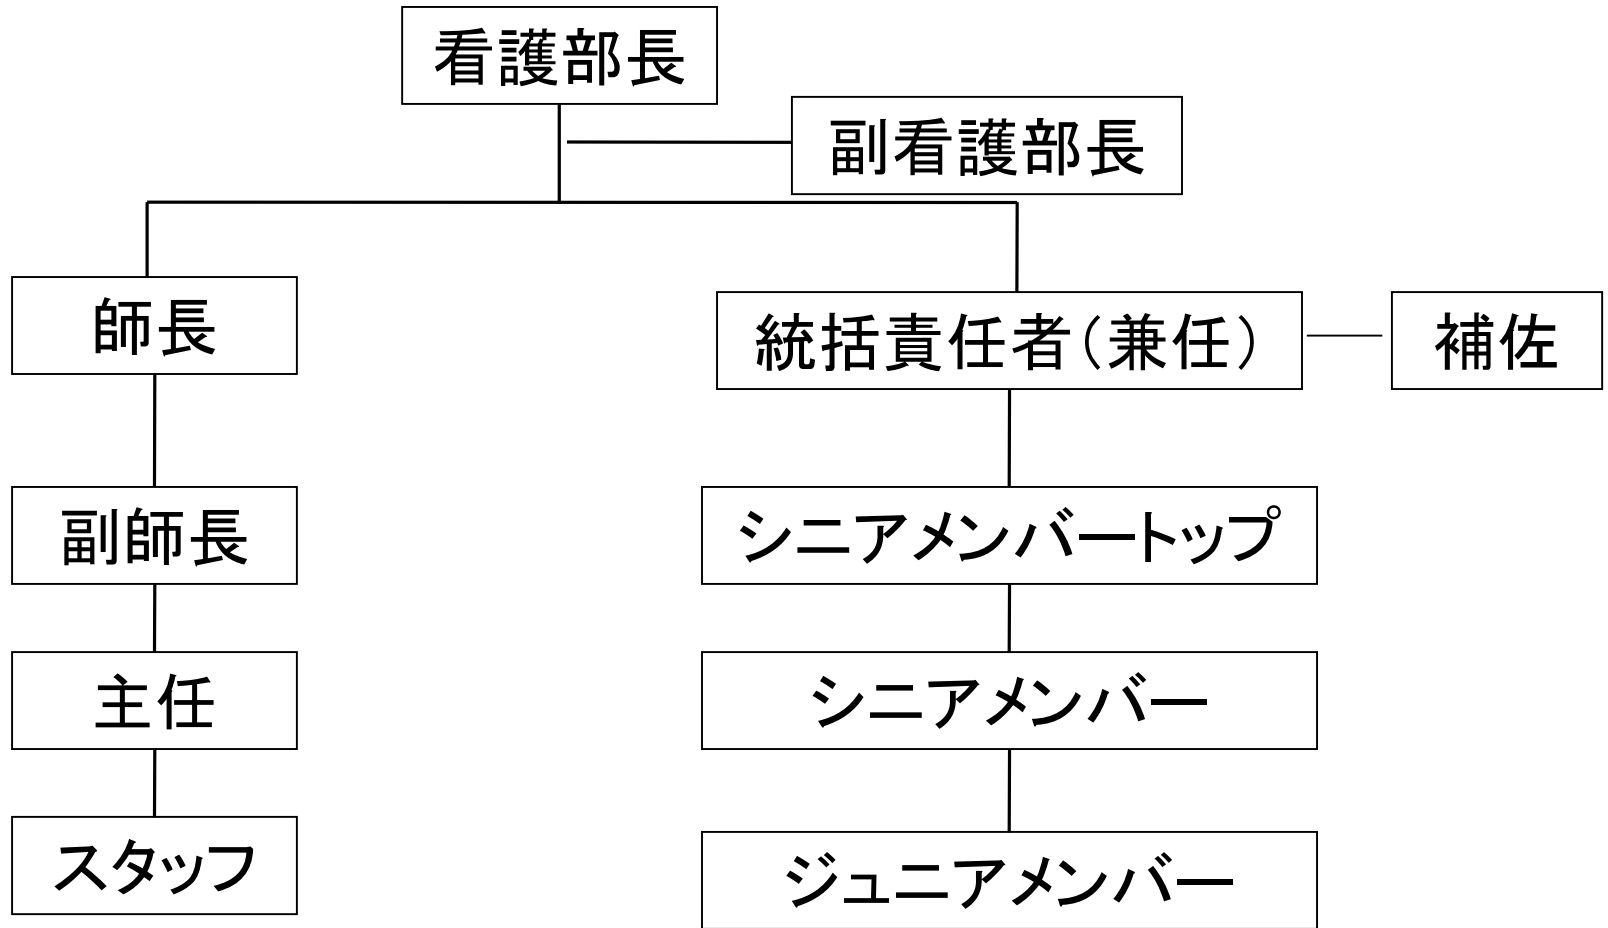 看護部長
副看護部長
師長
統括責任者（兼任）
補佐
副師長
シニアメンバートップ
主任
シニアメンバー
スタッフ
ジュニアメンバー